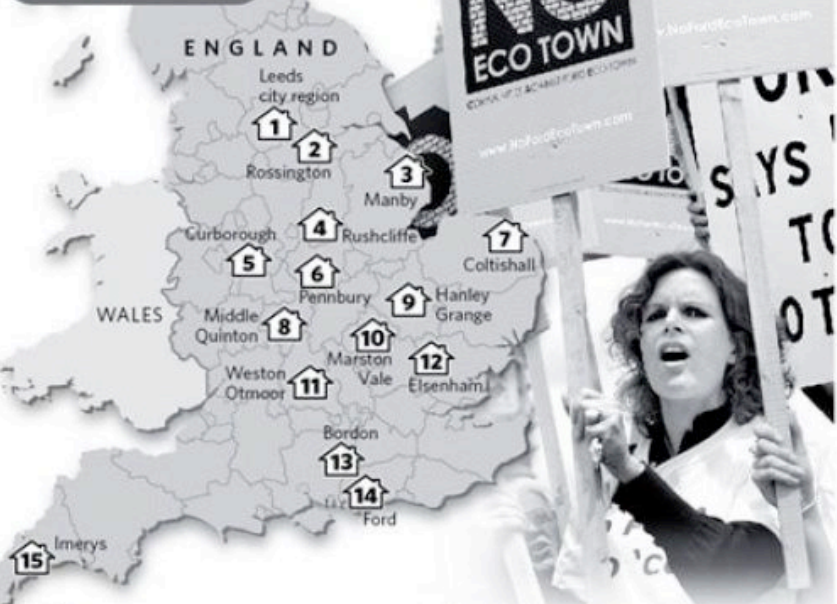 ENGLAND
Leeds
city region
1
2
Rossington
3
Manby
4
Rushcliffe
Curborough
5
6
Pennbury
7
Coltishall
Middle
Quinton
8
9
Hanley
Grange
10
Marston
Vale
Weston
Otmoor
11
12
Elsenham
WALES
Bordon
13
14
Ford
15
Imerys
NO
ECO TOWN
www.NoFordEcoTown.com
.NoFordEcoTown.com
SAYS